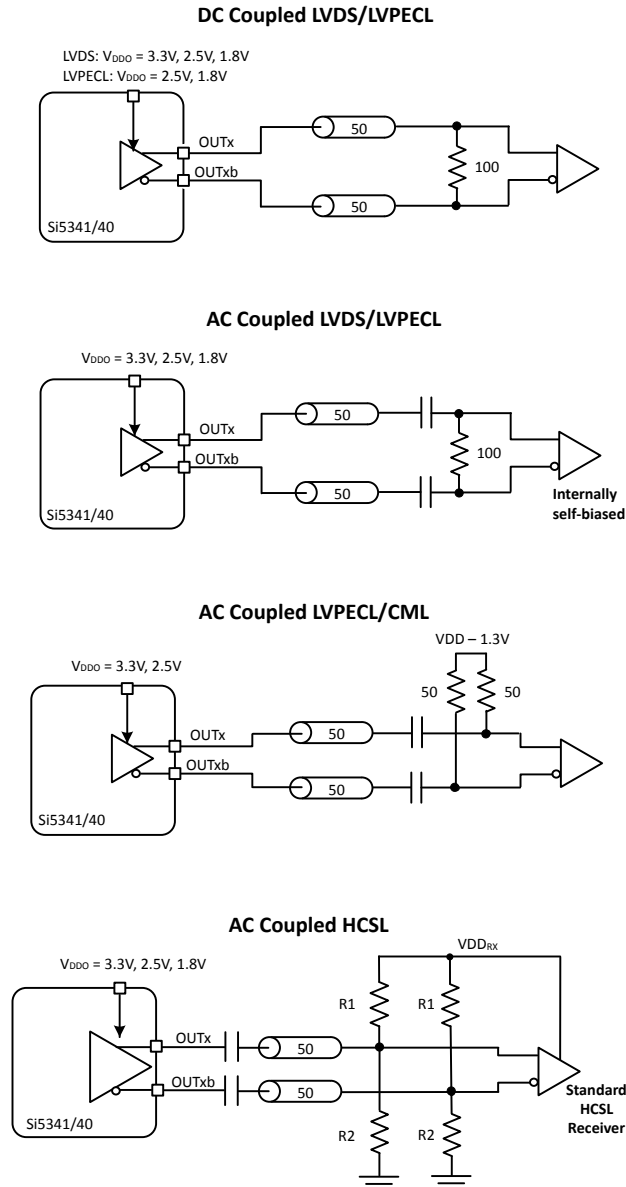 DC Coupled LVDS/LVPECL
LVDS: VDDO = 3.3V, 2.5V, 1.8V
LVPECL: VDDO = 2.5V, 1.8V
OUTx
50
100
OUTxb
50
Si5341/40
AC Coupled LVDS/LVPECL
VDDO = 3.3V, 2.5V, 1.8V
OUTx
50
100
OUTxb
50
Si5341/40
Internally
self-biased
AC Coupled LVPECL/CML
VDD – 1.3V
VDDO = 3.3V, 2.5V
50
50
OUTx
50
OUTxb
50
Si5341/40
AC Coupled HCSL
VDDRX
VDDO = 3.3V, 2.5V, 1.8V
R1
R1
OUTx
50
OUTxb
50
Standard
HCSL
Receiver
R2
R2
Si5341/40